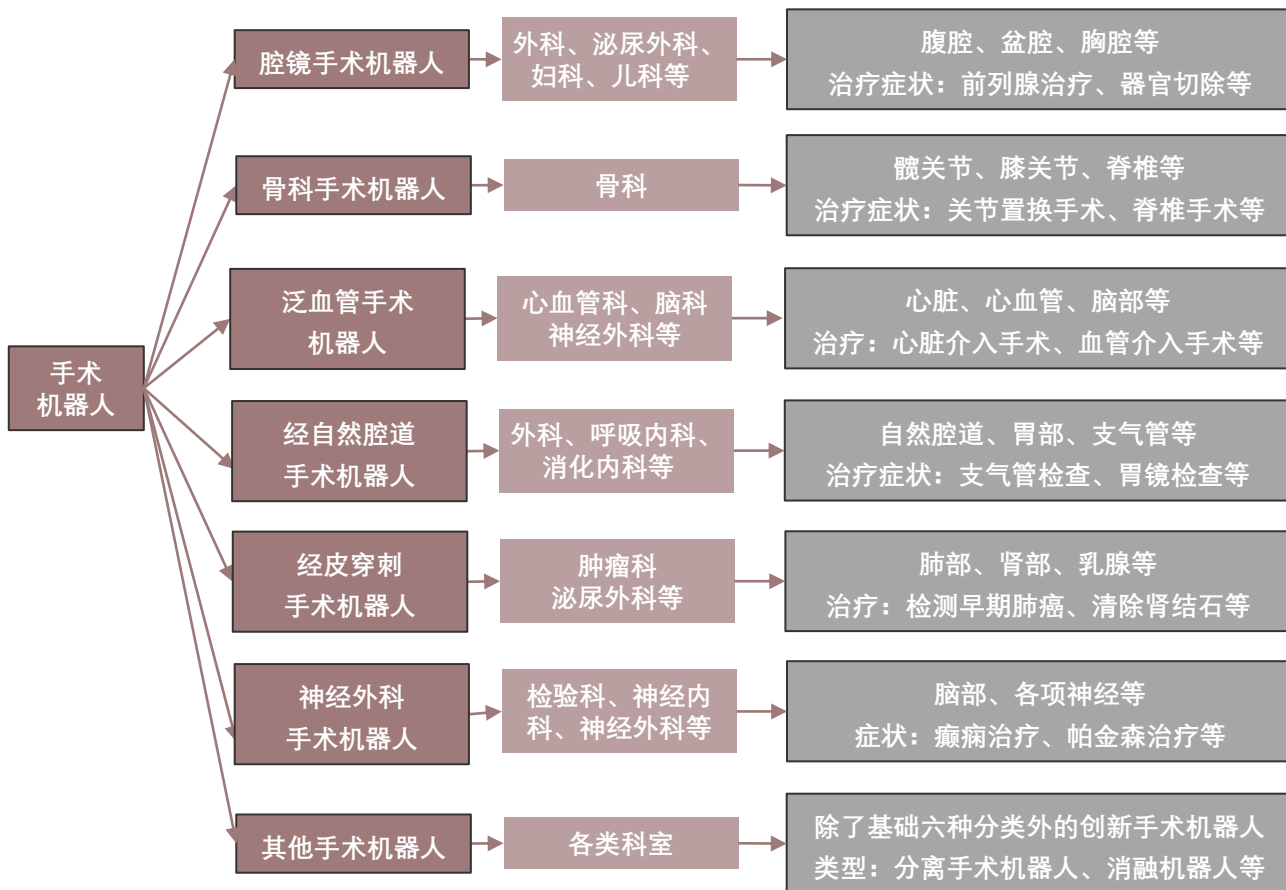 手术
机器人
腔镜手术机器人
外科、泌尿外科、
妇科、儿科等
腹腔、盆腔、胸腔等
治疗症状：前列腺治疗、器官切除等
骨科手术机器人
骨科
髋关节、膝关节、脊椎等
治疗症状：关节置换手术、脊椎手术等
泛血管手术
机器人
心血管科、脑科
神经外科等
心脏、心血管、脑部等
治疗：心脏介入手术、血管介入手术等
经自然腔道
手术机器人
外科、呼吸内科、
消化内科等
自然腔道、胃部、支气管等
治疗症状：支气管检查、胃镜检查等
经皮穿刺
手术机器人
肿瘤科
泌尿外科等
肺部、肾部、乳腺等
治疗：检测早期肺癌、清除肾结石等
神经外科
手术机器人
检验科、神经内
科、神经外科等
脑部、各项神经等
症状：癫痫治疗、帕金森治疗等
其他手术机器人
各类科室
除了基础六种分类外的创新手术机器人
类型：分离手术机器人、消融机器人等